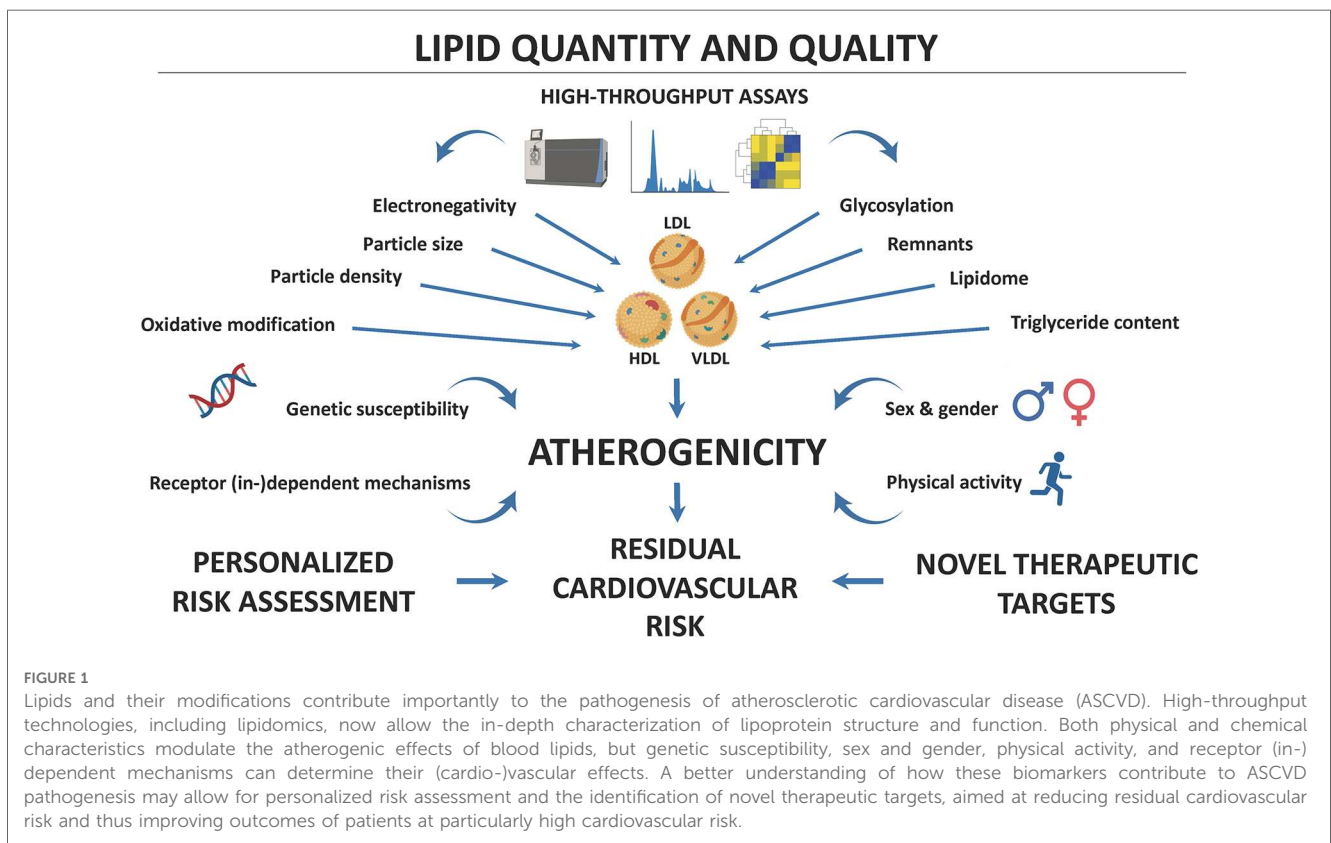 LIPID QUANTITY AND QUALITY
HIGH-THROUGHPUT ASSAYS
Electronegativity
Particle size
Particle density
Oxidative modification
Glycosylation
Remnants
Lipidome
Triglyceride content
LDL
HDL
VLDL
Genetic susceptibility
Sex & gender
ATHEROGENICITY
Receptor (in-)dependent mechanisms
Physical activity
PERSONALIZED
RISK ASSESSMENT
RESIDUAL
CARDIOVASCULAR
RISK
NOVEL THERAPEUTIC
TARGETS
FIGURE 1
Lipids and their modifications contribute importantly to the pathogenesis of atherosclerotic cardiovascular disease (ASCVD). High-throughput
technologies, including lipidomics, now allow the in-depth characterization of lipoprotein structure and function. Both physical and chemical
characteristics modulate the atherogenic effects of blood lipids, but genetic susceptibility, sex and gender, physical activity, and receptor (in-)
dependent mechanisms can determine their (cardio-)vascular effects. A better understanding of how these biomarkers contribute to ASCVD
pathogenesis may allow for personalized risk assessment and the identification of novel therapeutic targets, aimed at reducing residual cardiovascular
risk and thus improving outcomes of patients at particularly high cardiovascular risk.